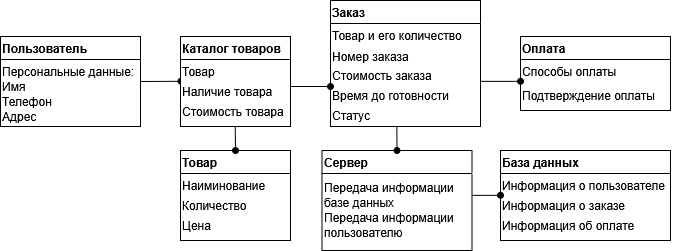 Пользователь
Персональные данные:
Имя
Телефон
Адрес
Каталог товаров
Товар
Наличие товара
Стоимость товара
Заказ
Товар и его количество
Номер заказа
Стоимость заказа
Время до готовности
Статус
Оплата
Способы оплаты
Подтверждение оплаты
Товар
Наиминование
Количество
Цена
Сервер
Передача информации
базе данных
Передача информации
пользователю
База данных
Информация о пользователе
Информация о заказе
Информация об оплате